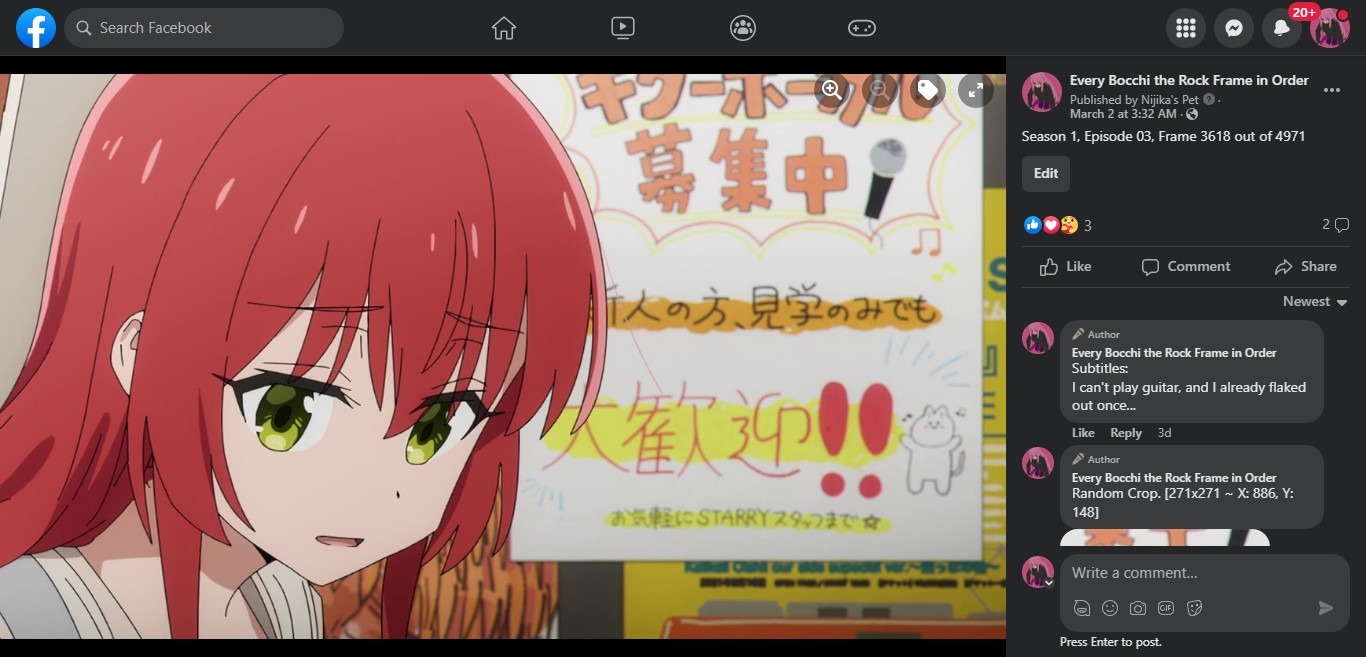 Search Facebook
20+
キターボーカル
募集中
人の方、見学のみでも
大歓迎!!
お気軽にSTARRYスタッフまで☆
Every Bocchi the Rock Frame in Order
Published by Nijika's Pet
March 2 at 3:32 AM ·
Season 1, Episode 03, Frame 3618 out of 4971
Edit
3
2
Like
Comment
Share
Newest
Author
Every Bocchi the Rock Frame in Order
Subtitles:
I can't play guitar, and I already flaked
out once...
Like Reply 3d
Author
Every Bocchi the Rock Frame in Order
Random Crop. [271x271 ~ X: 886, Y:
148]
Write a comment...
GIF
Press Enter to post.